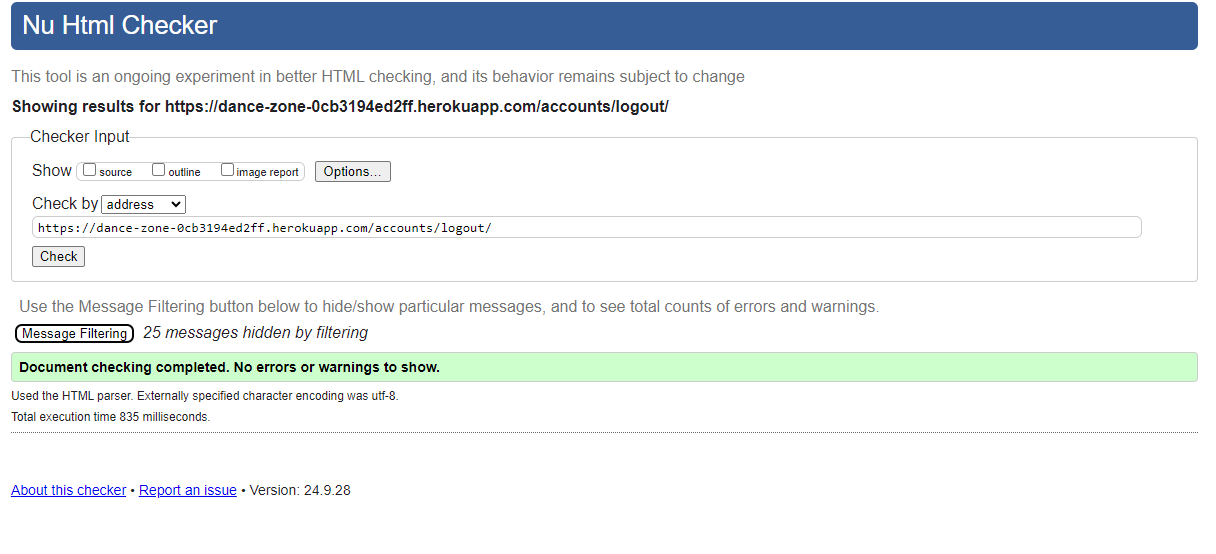 Nu Html Checker
This tool is an ongoing experiment in better HTML checking, and its behavior remains subject to change
Showing results for https://dance-zone-0cb3194ed2ff.herokuapp.com/accounts/logout/
Checker Input
Show source outline image report Options...
Check by address
https://dance-zone-0cb3194ed2ff.herokuapp.com/accounts/logout/
Check
Use the Message Filtering button below to hide/show particular messages, and to see total counts of errors and warnings.
Message Filtering 25 messages hidden by filtering
Document checking completed. No errors or warnings to show.
Used the HTML parser. Externally specified character encoding was utf-8.
Total execution time 835 milliseconds.
About this checker • Report an issue • Version: 24.9.28